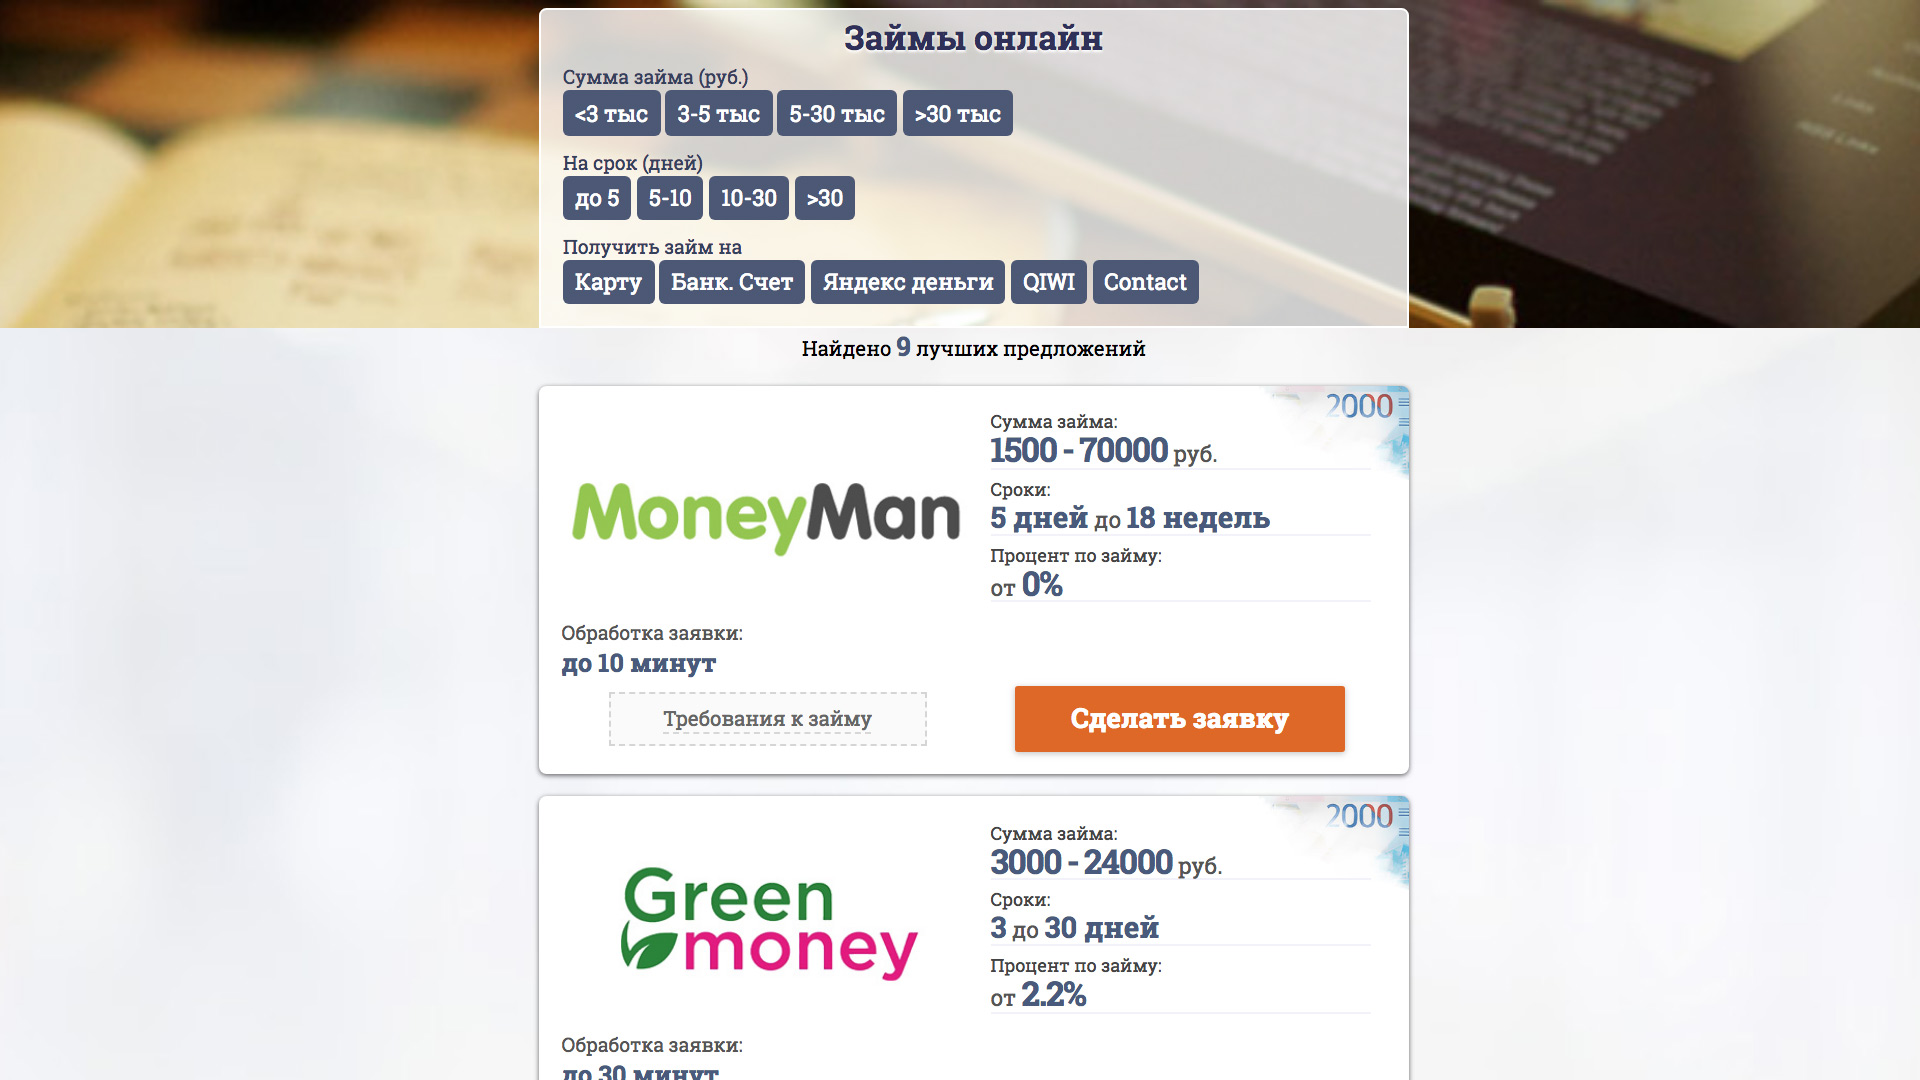 Займы онлайн
Сумма займа (руб.)
<3 тыс 3-5 тыс 5-30 тыс >30 тыс
На срок (дней)
до 5 5-10 10-30 >30
Получить займ на
Карту Банк. Счет Яндекс деньги QIWI Contact
Найдено 9 лучших предложений
2000
MoneyMan
Сумма займа:
1500 - 70000 руб.
Сроки:
5 дней до 18 недель
Процент по займу:
от 0%
Обработка заявки:
до 10 минут
Требования к займу
Сделать заявку
2000
Green
money
Сумма займа:
3000 - 24000 руб.
Сроки:
3 до 30 дней
Процент по займу:
от 2.2%
Обработка заявки:
до 30 минут